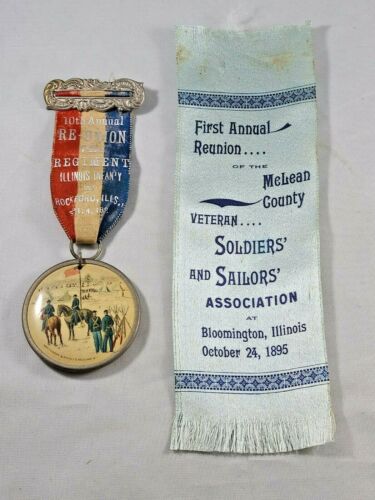 10th Annual
RE-UNION
REGIMENT
ILLINOIS INFAN'Y
ROCKFORD, ILLS.,
First Annual
Reunion....
OF THE
McLean
County
VETERAN....
SOLDIERS'
AND SAILORS'
ASSOCIATION
AT
Bloomington, Illinois
October 24, 1895